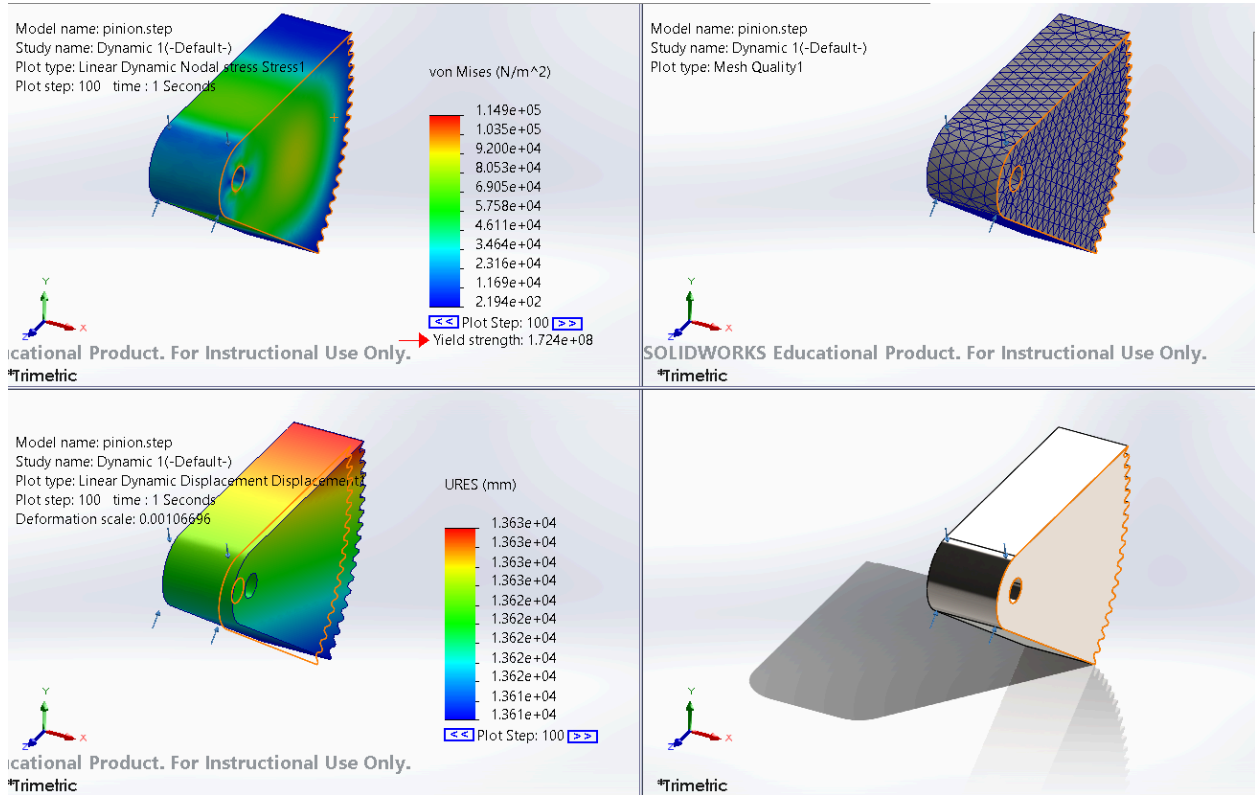 Model name: pinion.step
Study name: Dynamic 1(-Default-)
Plot type: Linear Dynamic Nodal stress Stress1
Plot step: 100 time : 1 Seconds
von Mises (N/m^2)
1.149e+05
1.035e+05
9.200e+04
8.053e+04
6.905e+04
5.758e+04
4.611e+04
3.464e+04
2.316e+04
1.169e+04
2.194e+02
<< Plot Step: 100 >>
Yield strength: 1.724e+08
Y
X
Z
cational Product. For Instructional Use Only.
*Trimetric
Model name: pinion.step
Study name: Dynamic 1(-Default-)
Plot type: Mesh Quality1
Y
X
Z
SOLIDWORKS Educational Product. For Instructional Use Only.
*Trimetric
Model name: pinion.step
Study name: Dynamic 1(-Default-)
Plot type: Linear Dynamic Displacement Displacement1
Plot step: 100 time : 1 Seconds
Deformation scale: 0.00106696
URES (mm)
1.363e+04
1.363e+04
1.363e+04
1.363e+04
1.362e+04
1.362e+04
1.362e+04
1.362e+04
1.362e+04
1.361e+04
1.361e+04
<< Plot Step: 100 >>
Y
X
Z
cational Product. For Instructional Use Only.
*Trimetric
Y
X
Z
*Trimetric